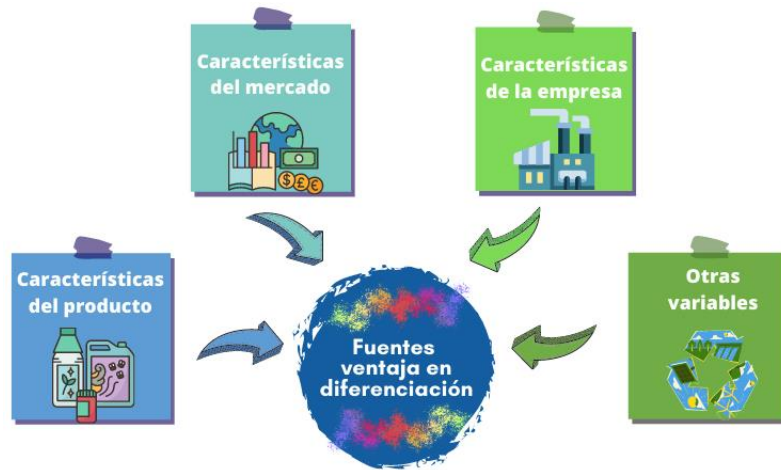 Características
del mercado
Características
de la empresa
$ £ €
Características
del producto
Otras
variables
Fuentes
ventaja en
diferenciación